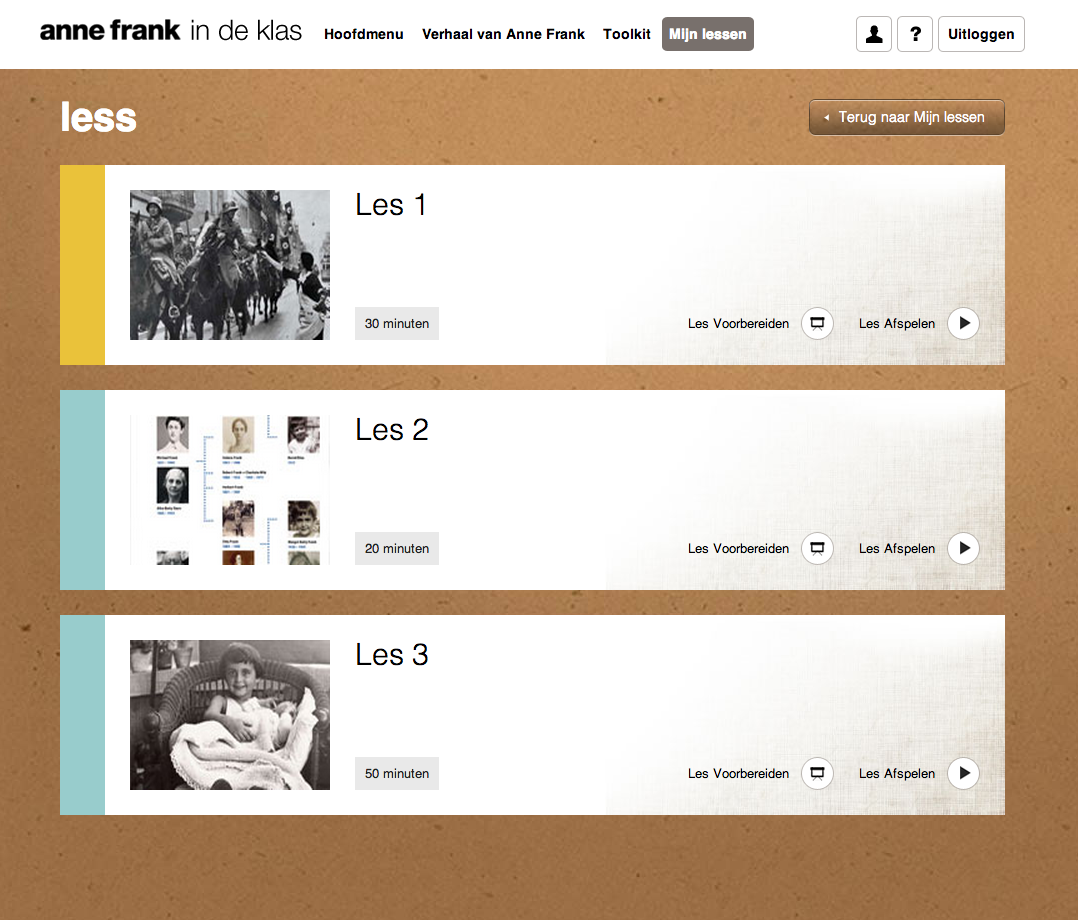 anne frank in de klas Hoofdmenu Verhaal van Anne Frank Toolkit Mijn lessen ? Uitloggen
less
Terug naar Mijn lessen
Les 1
30 minuten Les Voorbereiden Les Afspelen
Les 2
20 minuten Les Voorbereiden Les Afspelen
Les 3
50 minuten Les Voorbereiden Les Afspelen